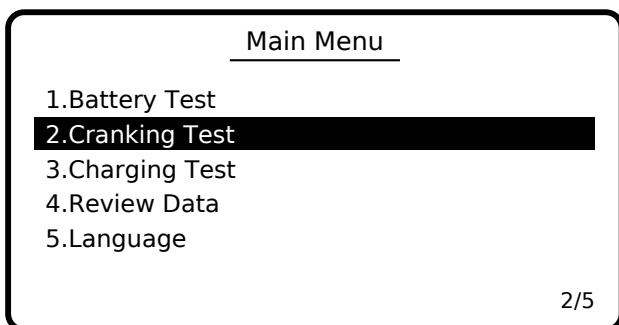 Main Menu
1.Battery Test
2.Cranking Test
3.Charging Test
4.Review Data
5.Language
2/5